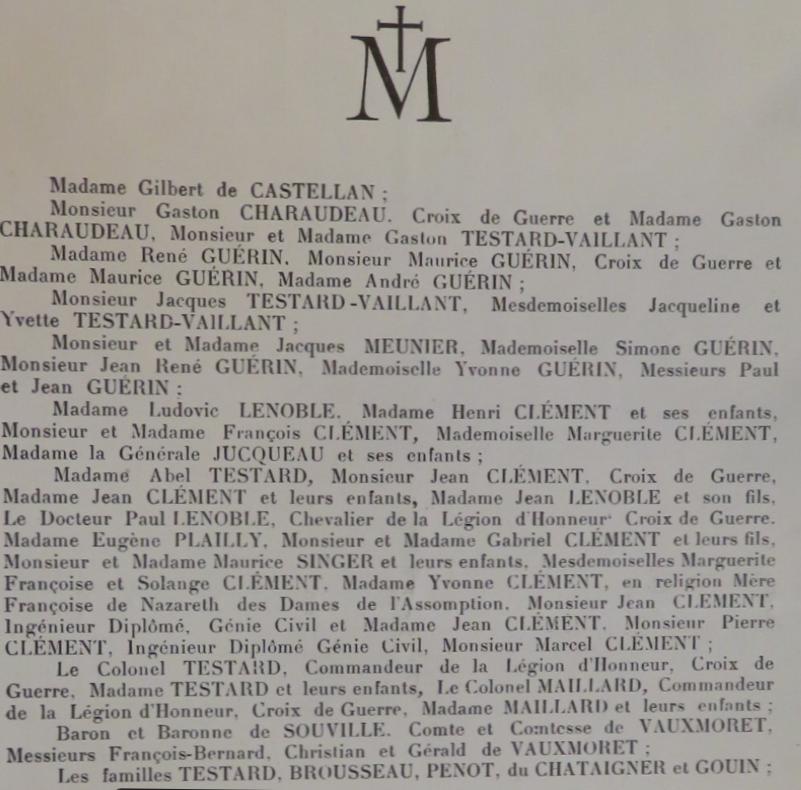 M
Madame Gilbert de CASTELLAN ;
Monsieur Gaston CHARAUDEAU. Croix de Guerre et Madame Gaston
CHARAUDEAU, Monsieur et Madame Gaston TESTARD-VAILLANT ;
Madame René GUÉRIN, Monsieur Maurice GUÉRIN, Croix de Guerre et
Madame Maurice GUÉRIN, Madame André GUÉRIN ;
Monsieur Jacques TESTARD-VAILLANT, Mesdemoiselles Jacqueline et
Yvette TESTARD-VAILLANT ;
Monsieur et Madame Jacques MEUNIER, Mademoiselle Simone GUÉRIN,
Monsieur Jean René GUÉRIN, Mademoiselle Yvonne GUÉRIN, Messieurs Paul
et Jean GUÉRIN ;
Madame Ludovic LENOBLE. Madame Henri CLÉMENT et ses enfants,
Monsieur et Madame François CLÉMENT, Mademoiselle Marguerite CLÉMENT,
Madame la Générale JUCQUEAU et ses enfants ;
Madame Abel TESTARD, Monsieur Jean CLÉMENT, Croix de Guerre,
Madame Jean CLÉMENT et leurs enfants, Madame Jean LENOBLE et son fils,
Le Docteur Paul LENOBLE, Chevalier de la Légion d'Honneur Croix de Guerre.
Madame Eugène PLAILLY, Monsieur et Madame Gabriel CLÉMENT et leurs fils,
Monsieur et Madame Maurice SINGER et leurs enfants, Mesdemoiselles Marguerite
Françoise et Solange CLÉMENT, Madame Yvonne CLÉMENT, en religion Mère
Françoise de Nazareth des Dames de l'Assomption, Monsieur Jean CLEMENT,
Ingénieur Diplômé, Génie Civil et Madame Jean CLÉMENT, Monsieur Pierre
CLÉMENT, Ingénieur Diplômé Génie Civil, Monsieur Marcel CLÉMENT ;
Le Colonel TESTARD, Commandeur de la Légion d'Honneur, Croix de
Guerre, Madame TESTARD et leurs enfants, Le Colonel MAILLARD, Commandeur
de la Légion d'Honneur, Croix de Guerre, Madame MAILLARD et leurs enfants ;
Baron et Baronne de SOUVILLE. Comte et Comtesse de VAUXMORET,
Messieurs François-Bernard, Christian et Gérald de VAUXMORET ;
Les familles TESTARD, BROUSSEAU, PENOT, du CHATAIGNER et GOUIN ;